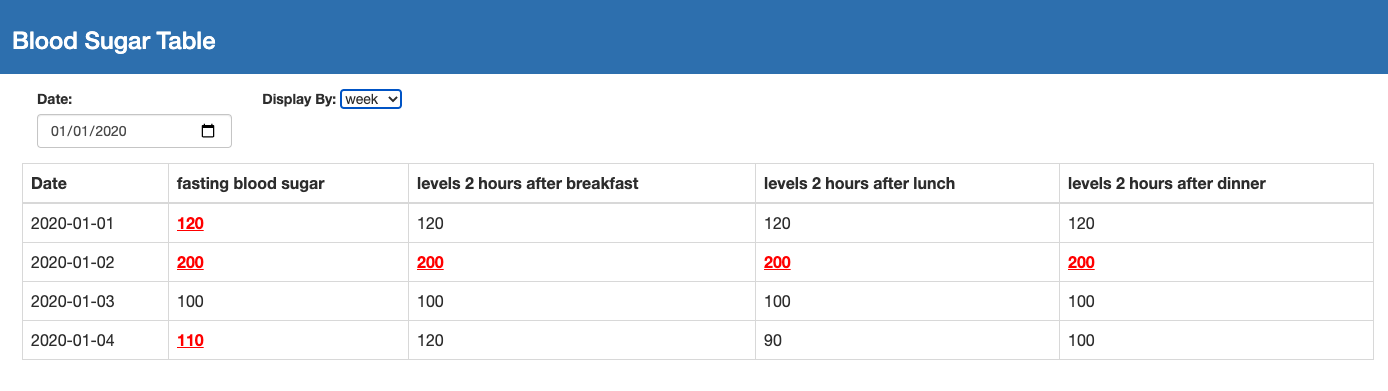 Blood Sugar Table
Date: Display By: week
01/01/2020
Date fasting blood sugar levels 2 hours after breakfast levels 2 hours after lunch levels 2 hours after dinner
2020-01-01 120 120 120 120
2020-01-02 200 200 200 200
2020-01-03 100 100 100 100
2020-01-04 110 120 90 100